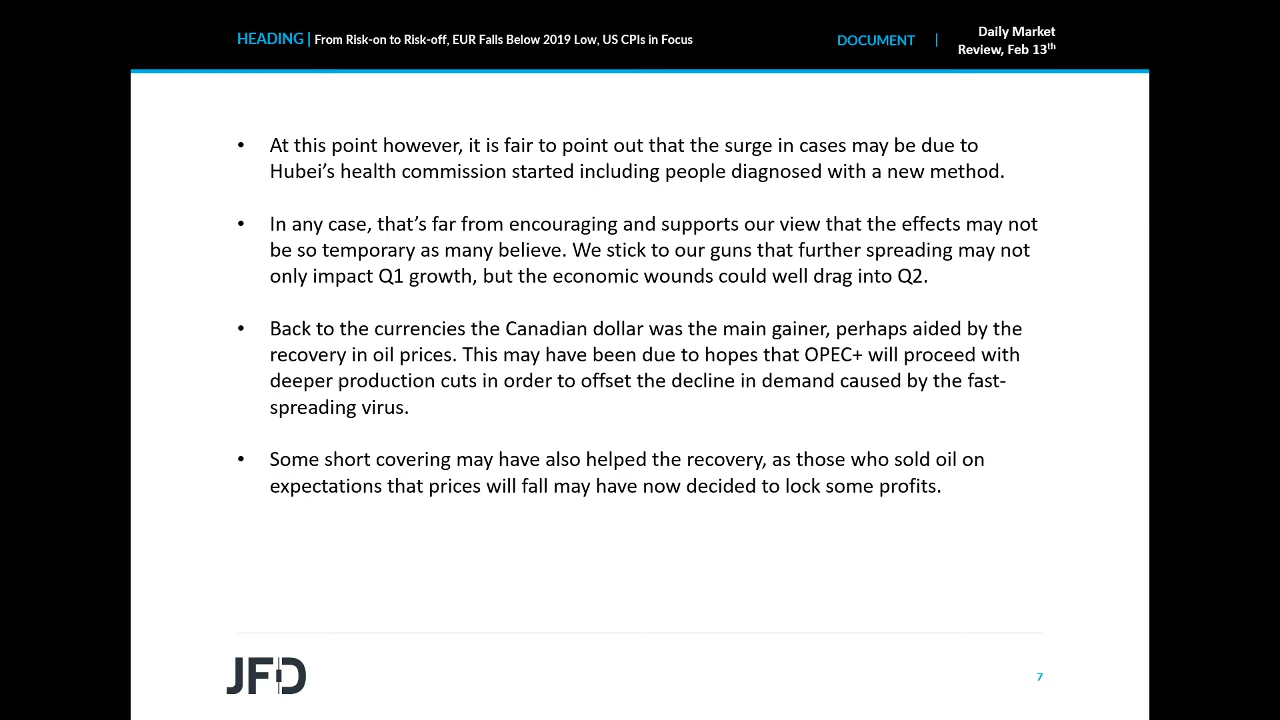 HEADING | From Risk-on to Risk-off, EUR Falls Below 2019 Low, US CPIs in Focus
DOCUMENT | Daily Market
Review, Feb 13th
• At this point however, it is fair to point out that the surge in cases may be due to
Hubei's health commission started including people diagnosed with a new method.
• In any case, that's far from encouraging and supports our view that the effects may not
be so temporary as many believe. We stick to our guns that further spreading may not
only impact Q1 growth, but the economic wounds could well drag into Q2.
• Back to the currencies the Canadian dollar was the main gainer, perhaps aided by the
recovery in oil prices. This may have been due to hopes that OPEC+ will proceed with
deeper production cuts in order to offset the decline in demand caused by the fast-
spreading virus.
• Some short covering may have also helped the recovery, as those who sold oil on
expectations that prices will fall may have now decided to lock some profits.
JFD
7